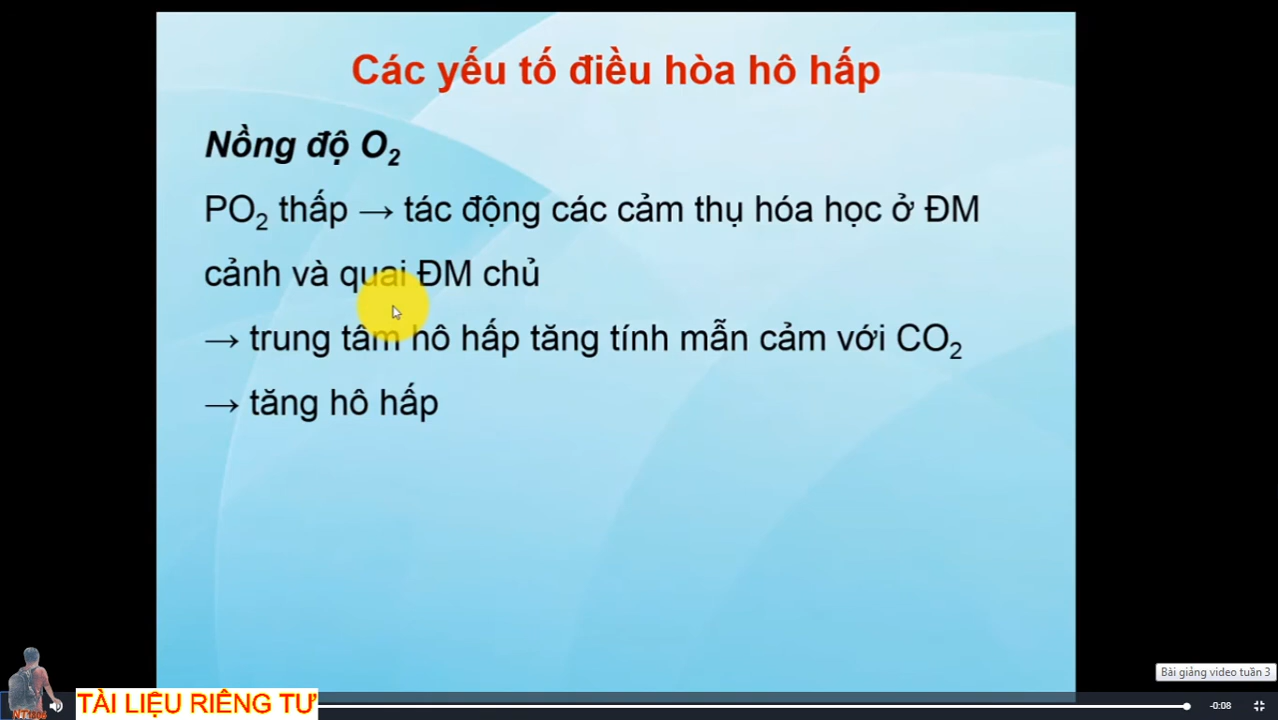 Các yếu tố điều hòa hô hấp
Nồng độ O₂
PO₂ thấp → tác động các cảm thụ hóa học ở ĐM
cảnh và quai ĐM chủ
→ trung tâm hô hấp tăng tính mẫn cảm với CO₂
→ tăng hô hấp
Bài giảng video tuần 3
TÀI LIỆU RIÊNG TƯ
-0:08